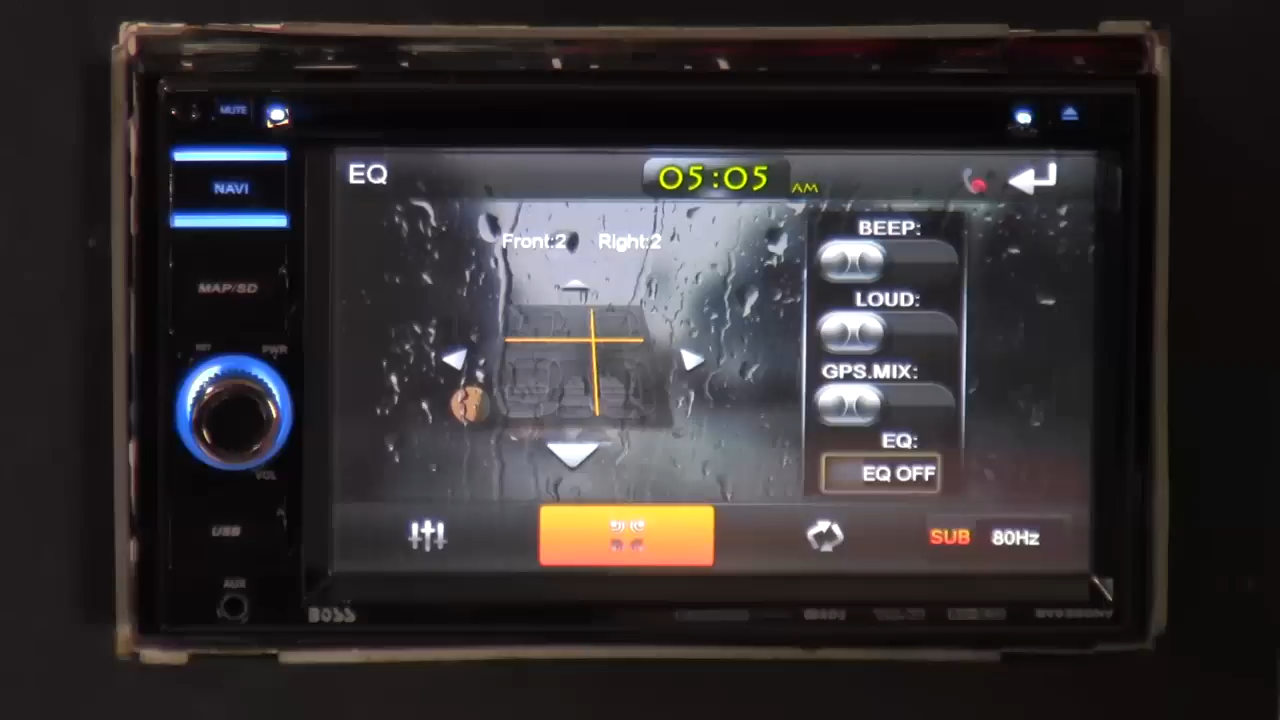 MUTE
NAVI
MAP/SD
RST PWR
VOL
USB
AUX
BOSS
EQ
05:05 AM
Front:2 Right:2
BEEP:
LOUD:
GPS.MIX:
EQ:
EQ OFF
SUB 80Hz